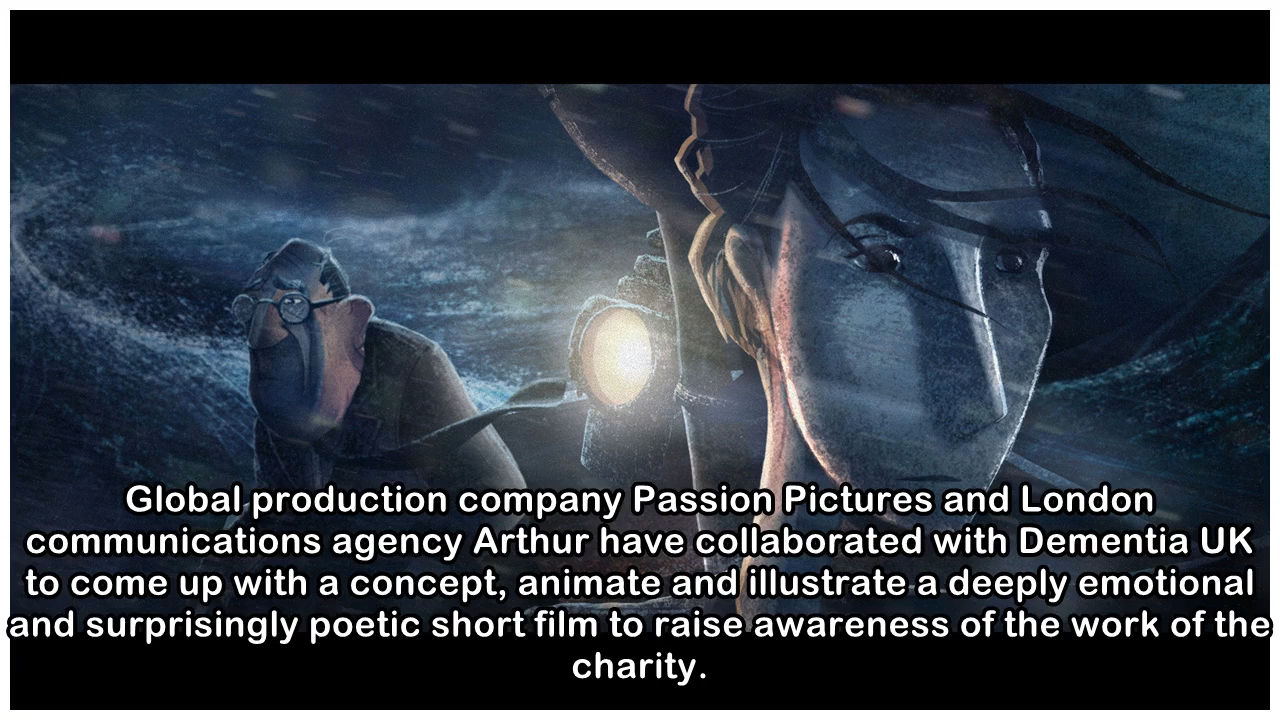 Global production company Passion Pictures and London
communications agency Arthur have collaborated with Dementia UK
to come up with a concept, animate and illustrate a deeply emotional
and surprisingly poetic short film to raise awareness of the work of the
charity.